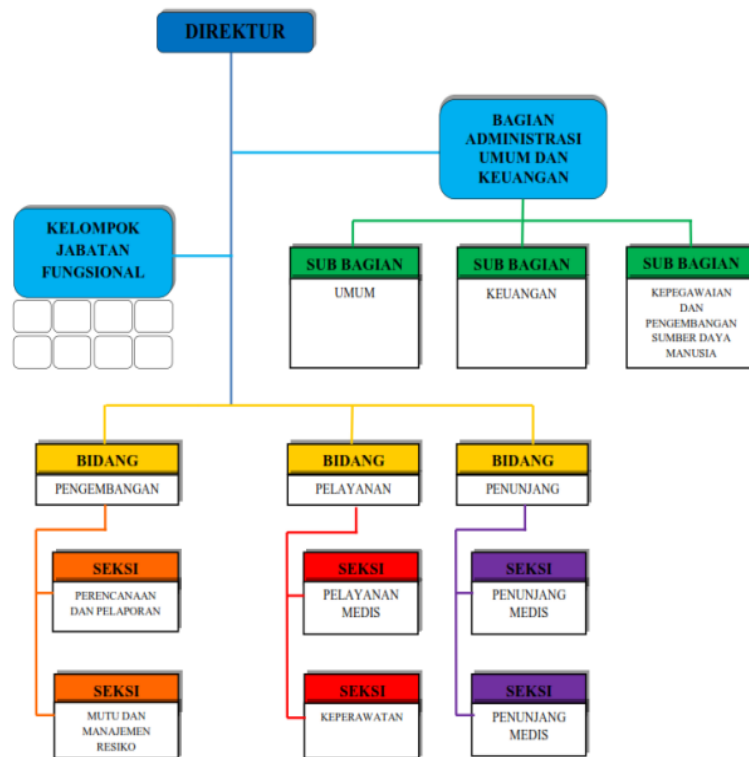 DIREKTUR
BAGIAN
ADMINISTRASI
UMUM DAN
KEUANGAN
KELOMPOK
JABATAN
FUNGSIONAL
SUB BAGIAN
UMUM
SUB BAGIAN
KEUANGAN
SUB BAGIAN
KEPEGAWAIAN
DAN
PENGEMBANGAN
SUMBER DAYA
MANUSIA
BIDANG
PENGEMBANGAN
BIDANG
PELAYANAN
BIDANG
PENUNJANG
SEKSI
PERENCANAAN
DAN PELAPORAN
SEKSI
PELAYANAN
MEDIS
SEKSI
PENUNJANG
MEDIS
SEKSI
MUTU DAN
MANAJEMEN
RESIKO
SEKSI
KEPERAWATAN
SEKSI
PENUNJANG
MEDIS